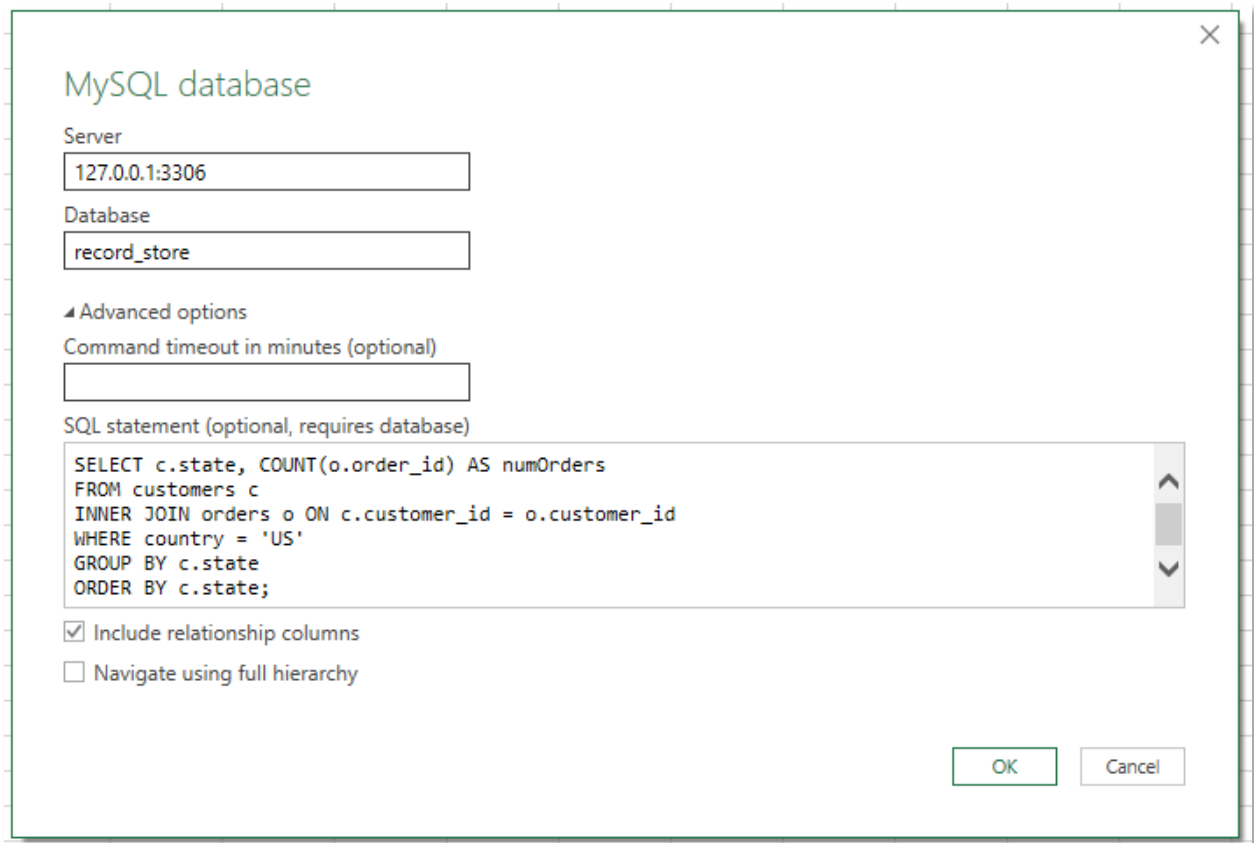 MySQL database
Server
127.0.0.1:3306
Database
record_store
Advanced options
Command timeout in minutes (optional)
SQL statement (optional, requires database)
SELECT c.state, COUNT(o.order_id) AS numOrders
FROM customers c
INNER JOIN orders o ON c.customer_id = o.customer_id
WHERE country = 'US'
GROUP BY c.state
ORDER BY c.state;
Include relationship columns
Navigate using full hierarchy
OK
Cancel